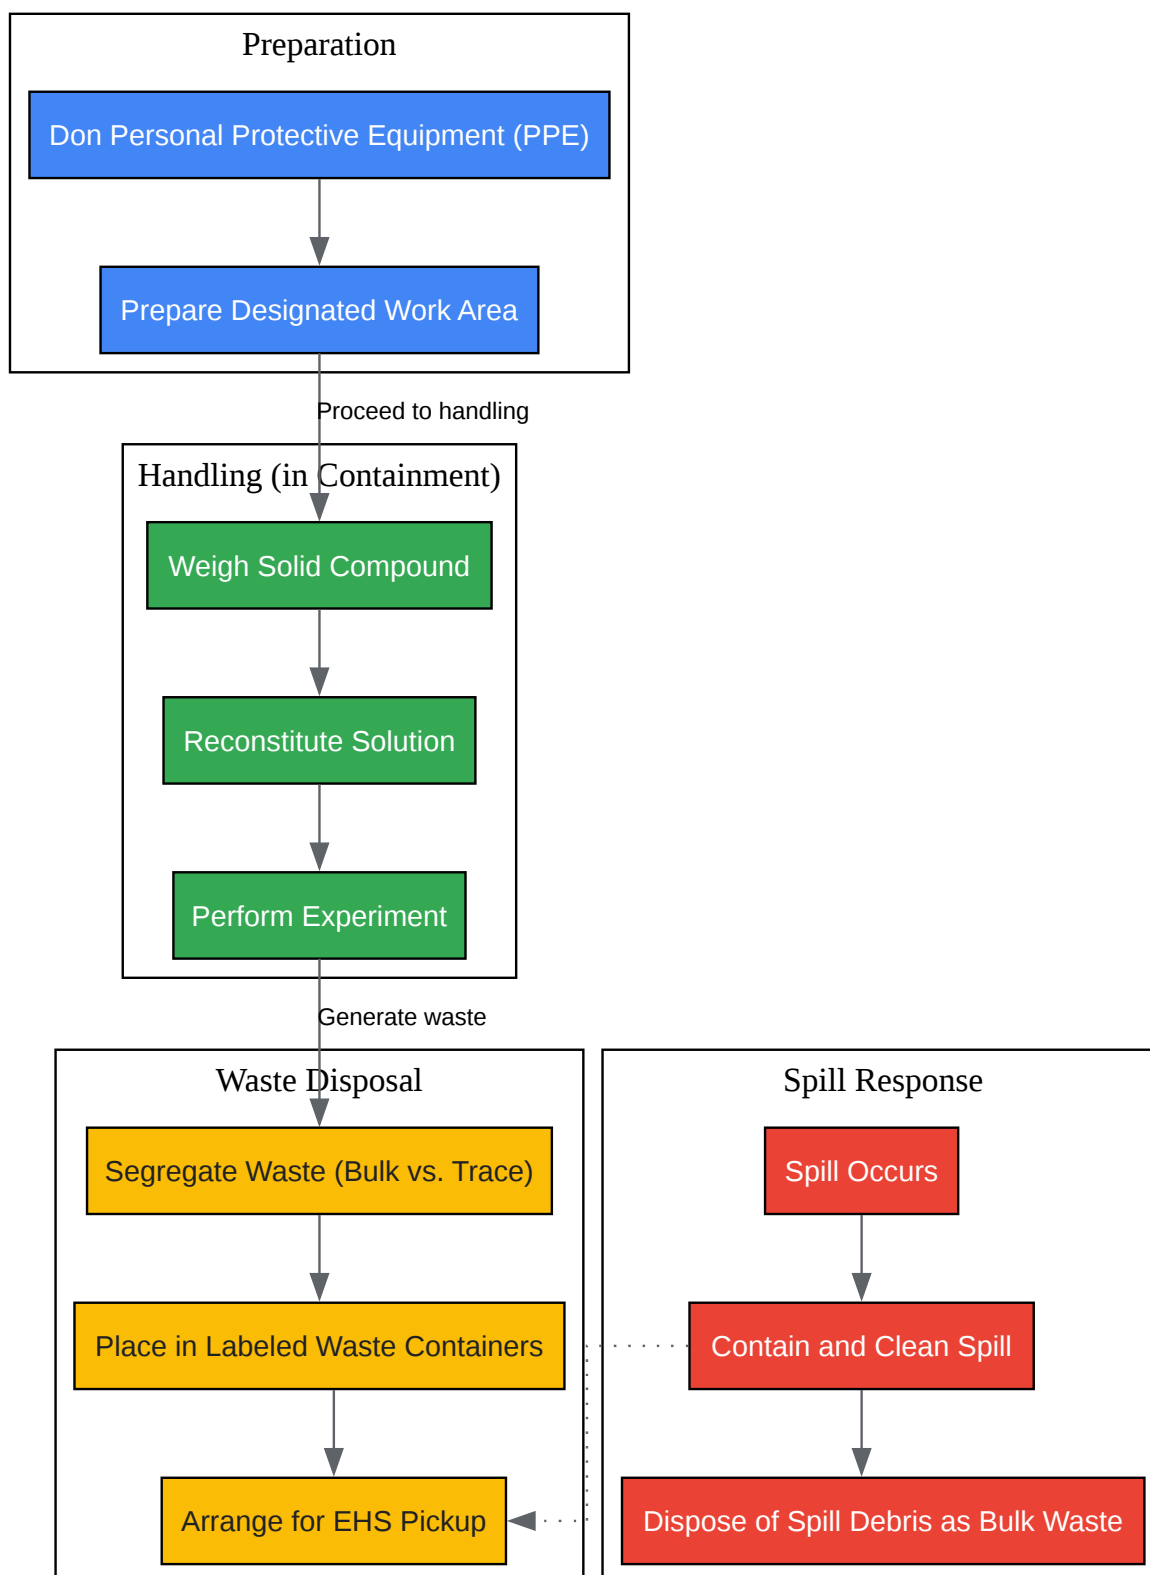 Preparation
Don Personal Protective Equipment (PPE)
Prepare Designated Work Area
Proceed to handling
Handling (in Containment)
Weigh Solid Compound
Reconstitute Solution
Perform Experiment
Generate waste
Waste Disposal
Segregate Waste (Bulk vs. Trace)
Place in Labeled Waste Containers
Arrange for EHS Pickup
Spill Response
Spill Occurs
Contain and Clean Spill
Dispose of Spill Debris as Bulk Waste